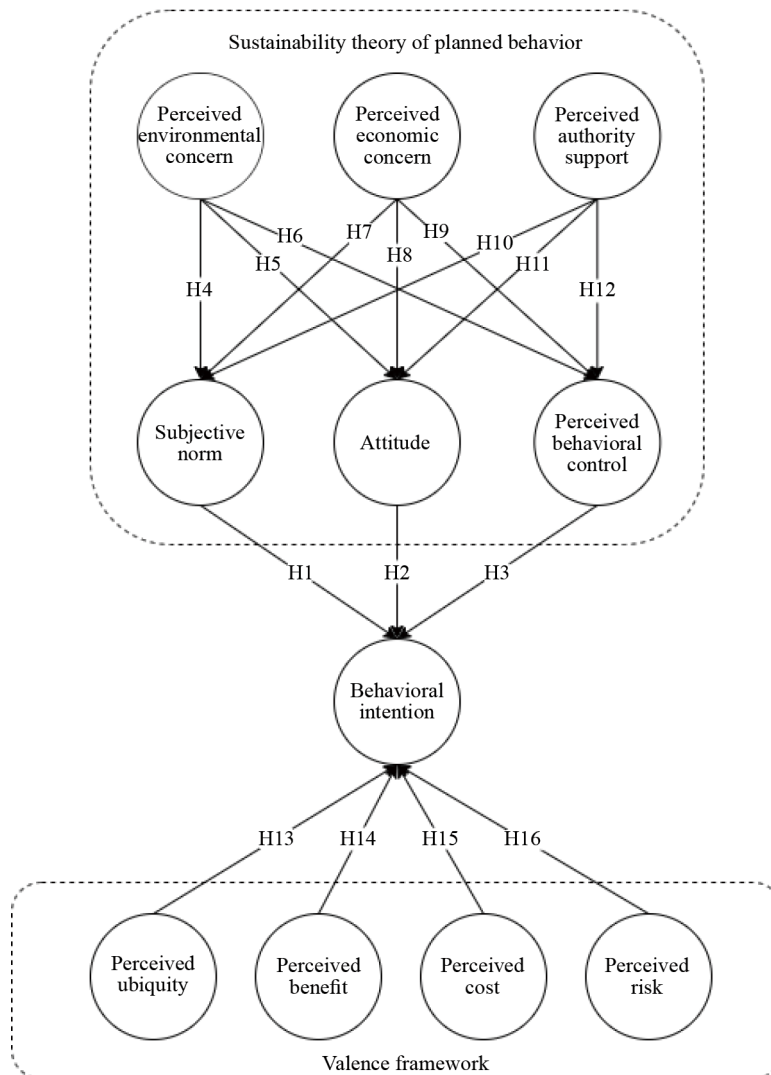 Sustainability theory of planned behavior
Perceived
environmental
concern
Perceived
economic
concern
Perceived
authority
support
H4
H5
H6
H7
H8
H9
H10
H11
H12
Subjective
norm
Attitude
Perceived
behavioral
control
H1
H2
H3
Behavioral
intention
H13
H14
H15
H16
Perceived
ubiquity
Perceived
benefit
Perceived
cost
Perceived
risk
Valence framework